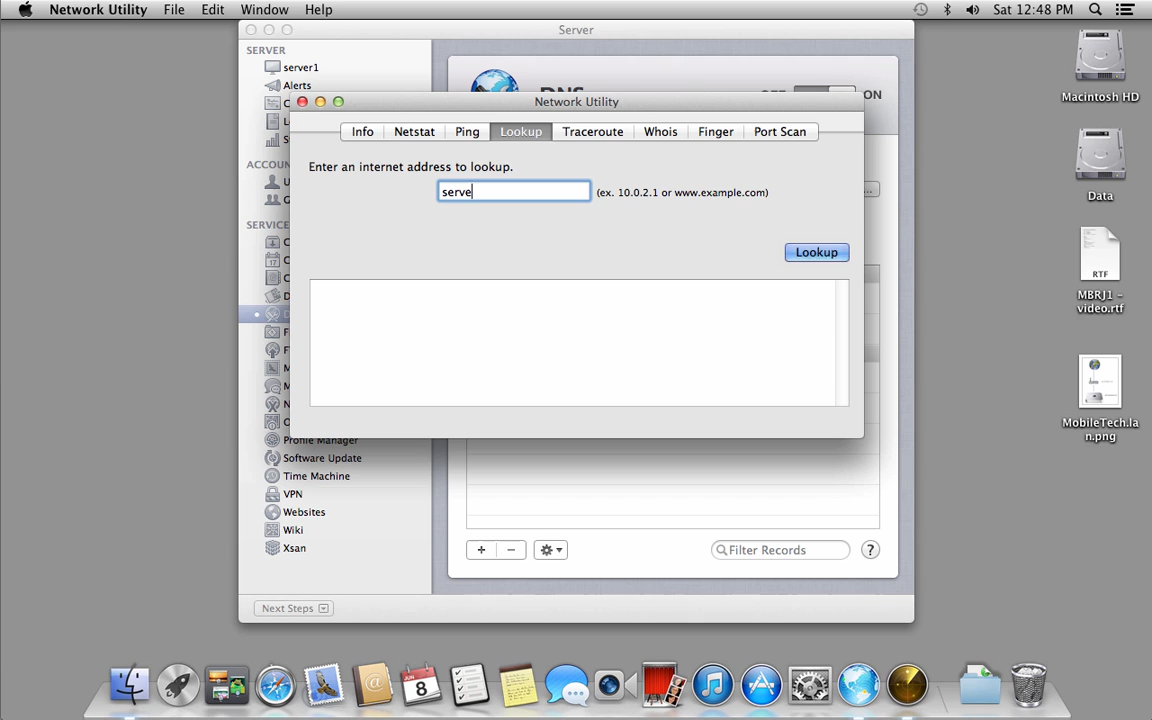 Network Utility File Edit Window Help Sat 12:48 PM
Server
SERVER
server1
Alerts
ACCOUN
SERVICE
Profile Manager
Software Update
Time Machine
VPN
Websites
Wiki
Xsan
Next Steps
ON
Network Utility
Info Netstat Ping Lookup Traceroute Whois Finger Port Scan
Enter an internet address to lookup.
serve (ex. 10.0.2.1 or www.example.com)
Lookup
+ − Filter Records ?
Macintosh HD
Data
RTF
MBRJ1 –
video.rtf
MobileTech.la
n.png
JUN
8